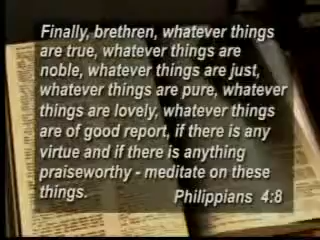 Finally, brethren, whatever things
are true, whatever things are
noble, whatever things are just,
whatever things are pure, whatever
things are lovely, whatever things
are of good report, if there is any
virtue and if there is anything
praiseworthy - meditate on these
things.
Philippians 4:8